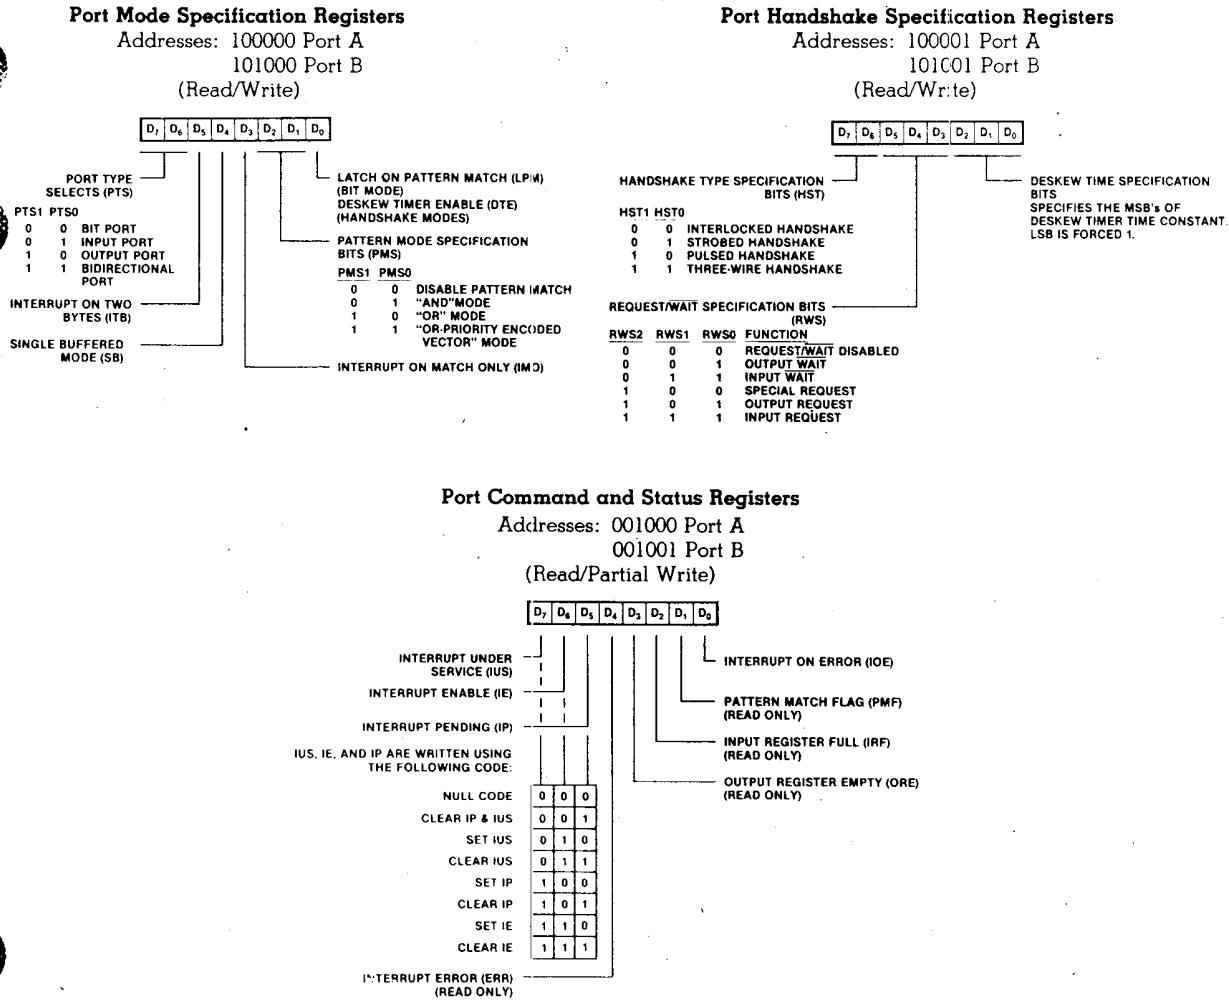 Port Mode Specification Registers
Addresses: 100000 Port A
101000 Port B
(Read/Write)
D7 D6 D5 D4 D3 D2 D1 D0
PORT TYPE
SELECTS (PTS)
PTS1 PTS0
0 0 BIT PORT
0 1 INPUT PORT
1 0 OUTPUT PORT
1 1 BIDIRECTIONAL
PORT
INTERRUPT ON TWO
BYTES (ITB)
SINGLE BUFFERED
MODE (SB)
LATCH ON PATTERN MATCH (LPM)
(BIT MODE)
DESKEW TIMER ENABLE (DTE)
(HANDSHAKE MODES)
PATTERN MODE SPECIFICATION
BITS (PMS)
PMS1 PMS0
0 0 DISABLE PATTERN MATCH
0 1 "AND"MODE
1 0 "OR" MODE
1 1 "OR-PRIORITY ENCODED
VECTOR" MODE
INTERRUPT ON MATCH ONLY (IMO)
Port Handshake Specification Registers
Addresses: 100001 Port A
101001 Port B
(Read/Write)
D7 D6 D5 D4 D3 D2 D1 D0
HANDSHAKE TYPE SPECIFICATION
BITS (HST)
HST1 HST0
0 0 INTERLOCKED HANDSHAKE
0 1 STROBED HANDSHAKE
1 0 PULSED HANDSHAKE
1 1 THREE-WIRE HANDSHAKE
REQUEST/WAIT SPECIFICATION BITS
(RWS)
RWS2 RWS1 RWS0 FUNCTION
0 0 0 REQUEST/WAIT DISABLED
0 0 1 OUTPUT WAIT
0 1 1 INPUT WAIT
1 0 0 SPECIAL REQUEST
1 0 1 OUTPUT REQUEST
1 1 1 INPUT REQUEST
DESKEW TIME SPECIFICATION
BITS
SPECIFIES THE MSB's OF
DESKEW TIMER TIME CONSTANT.
LSB IS FORCED 1.
Port Command and Status Registers
Addresses: 001000 Port A
001001 Port B
(Read/Partial Write)
D7 D6 D5 D4 D3 D2 D1 D0
INTERRUPT UNDER
SERVICE (IUS)
INTERRUPT ENABLE (IE)
INTERRUPT PENDING (IP)
IUS, IE, AND IP ARE WRITTEN USING
THE FOLLOWING CODE:
NULL CODE 0 0 0
CLEAR IP & IUS 0 0 1
SET IUS 0 1 0
CLEAR IUS 0 1 1
SET IP 1 0 0
CLEAR IP 1 0 1
SET IE 1 1 0
CLEAR IE 1 1 1
INTERRUPT ERROR (ERR)
(READ ONLY)
INTERRUPT ON ERROR (IOE)
PATTERN MATCH FLAG (PMF)
(READ ONLY)
INPUT REGISTER FULL (IRF)
(READ ONLY)
OUTPUT REGISTER EMPTY (ORE)
(READ ONLY)